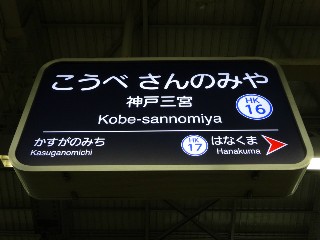 こうべ さんのみや
神戸三宮
HK
16
Kobe-sannomiya
かすがのみち
Kasuganomichi
HK
17
はなくま
Hanakuma